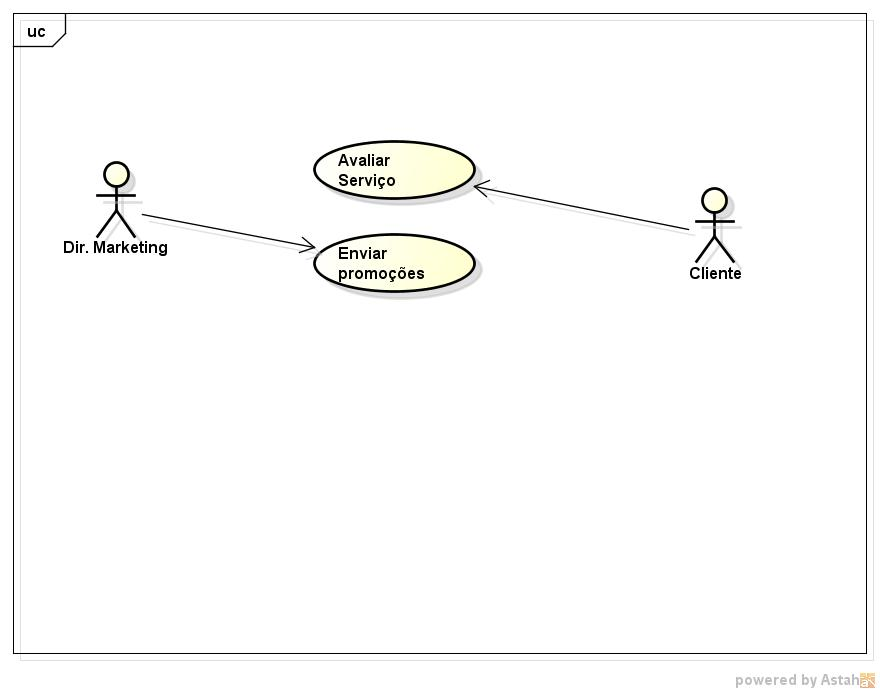 uc
Avaliar
Serviço
Dir. Marketing
Enviar
promoções
Cliente
powered by Astah